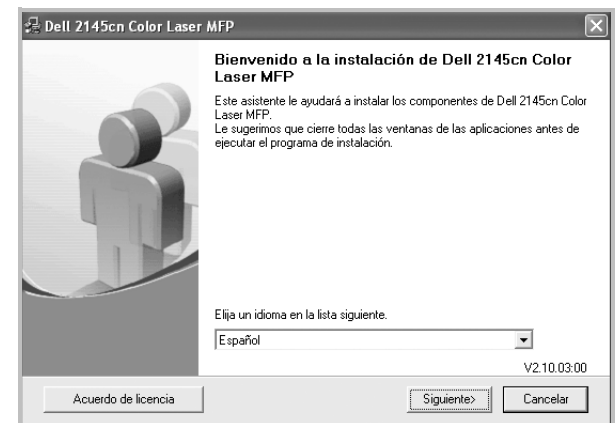 Dell 2145cn Color Laser MFP
Bienvenido a la instalación de Dell 2145cn Color
Laser MFP
Este asistente le ayudará a instalar los componentes de Dell 2145cn Color
Laser MFP.
Le sugerimos que cierre todas las ventanas de las aplicaciones antes de
ejecutar el programa de instalación.
Elija un idioma en la lista siguiente.
Español
V2.10.03:00
Acuerdo de licencia
Siguiente>
Cancelar